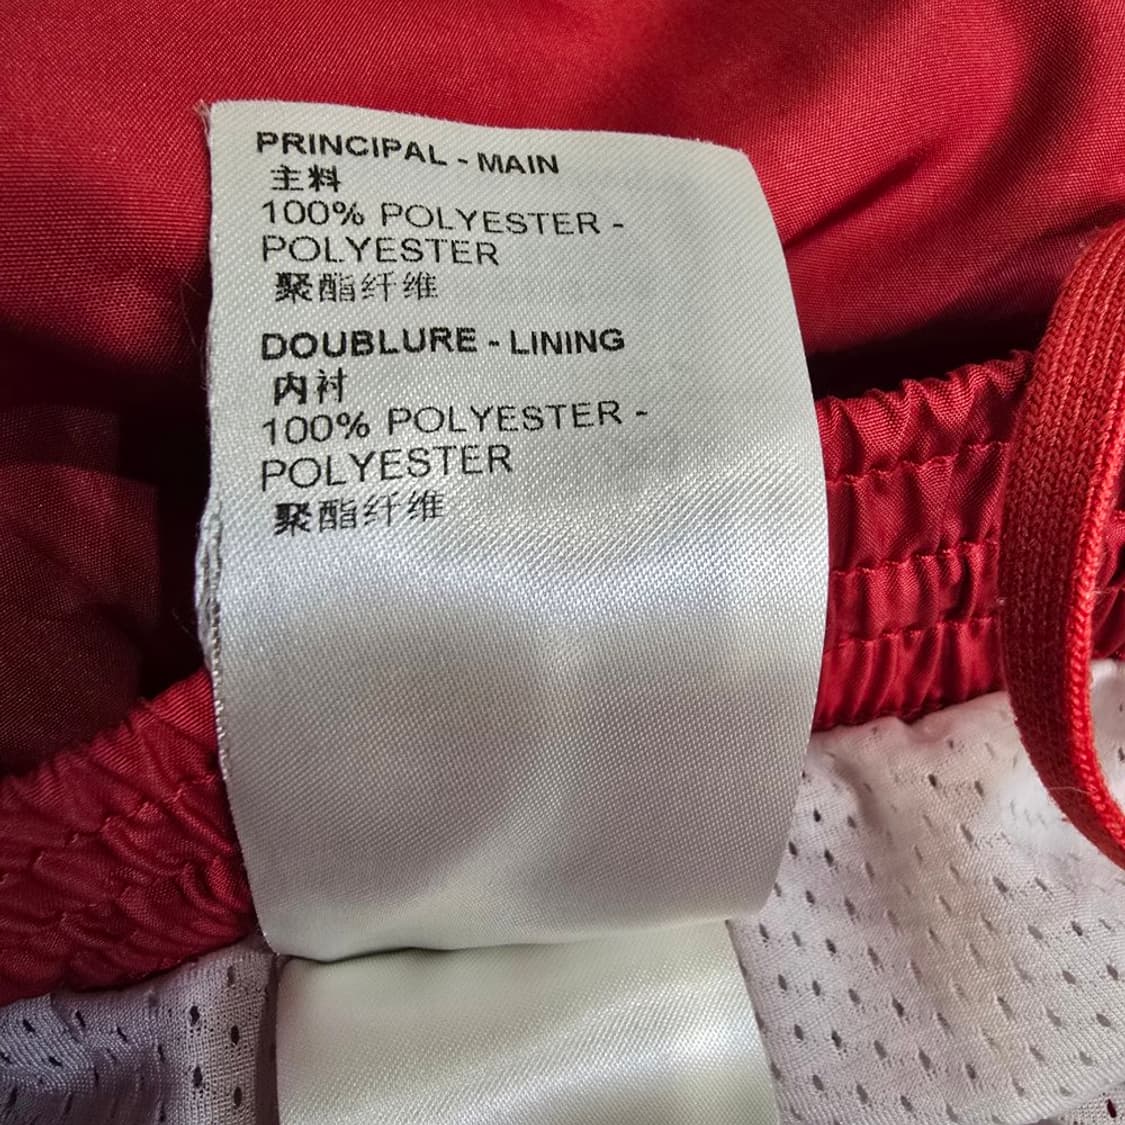 PRINCIPAL - MAIN
主料
100% POLYESTER -
POLYESTER
聚酯纤维
DOUBLURE - LINING
内衬
100% POLYESTER -
POLYESTER
聚酯纤维